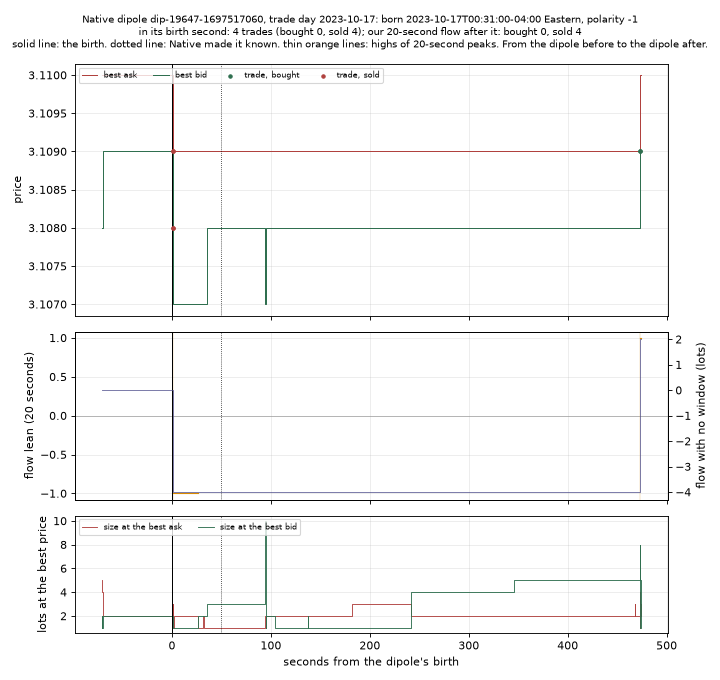 Native dipole dip-19647-1697517060, trade day 2023-10-17: born 2023-10-17T00:31:00-04:00 Eastern, polarity -1
in its birth second: 4 trades (bought 0, sold 4); our 20-second flow after it: bought 0, sold 4
solid line: the birth. dotted line: Native made it known. thin orange lines: highs of 20-second peaks. From the dipole before to the dipole after.
best ask best bid trade, bought trade, sold
3.1100
3.1095
3.1090
3.1085
3.1080
3.1075
3.1070
price
1.0
0.5
0.0
−0.5
−1.0
flow lean (20 seconds)
2
1
0
−1
−2
−3
−4
flow with no window (lots)
size at the best ask size at the best bid
10
8
6
4
2
lots at the best price
0 100 200 300 400 500
seconds from the dipole's birth